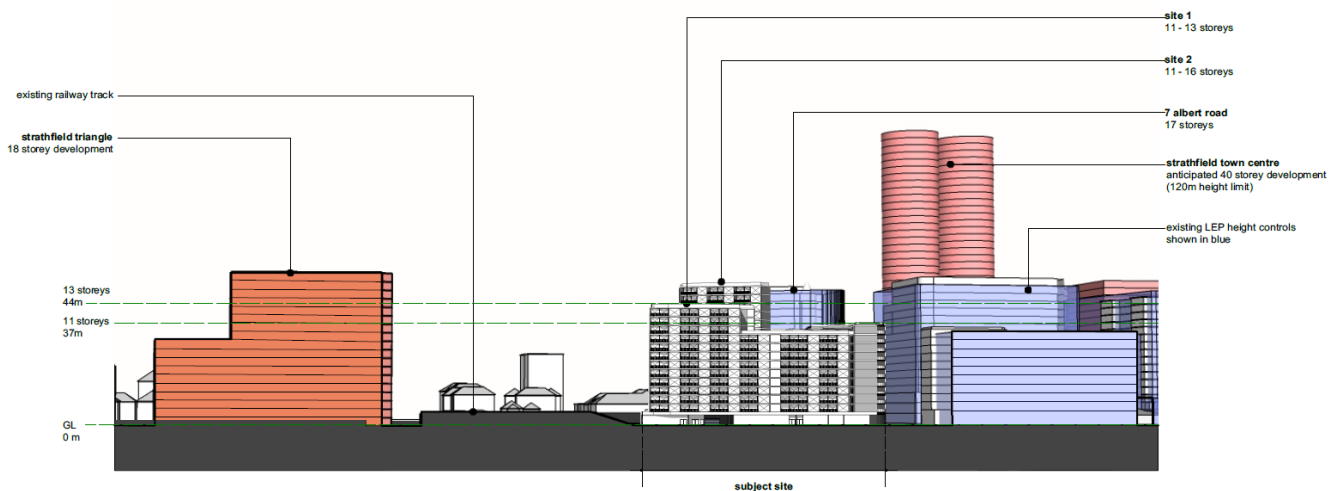 site 1
11 - 13 storeys
site 2
11 - 16 storeys
existing railway track
7 albert road
17 storeys
strathfield triangle
18 storey development
strathfield town centre
anticipated 40 storey development
(120m height limit)
existing LEP height controls
shown in blue
13 storeys
44m
11 storeys
37m
GL
0 m
subject site